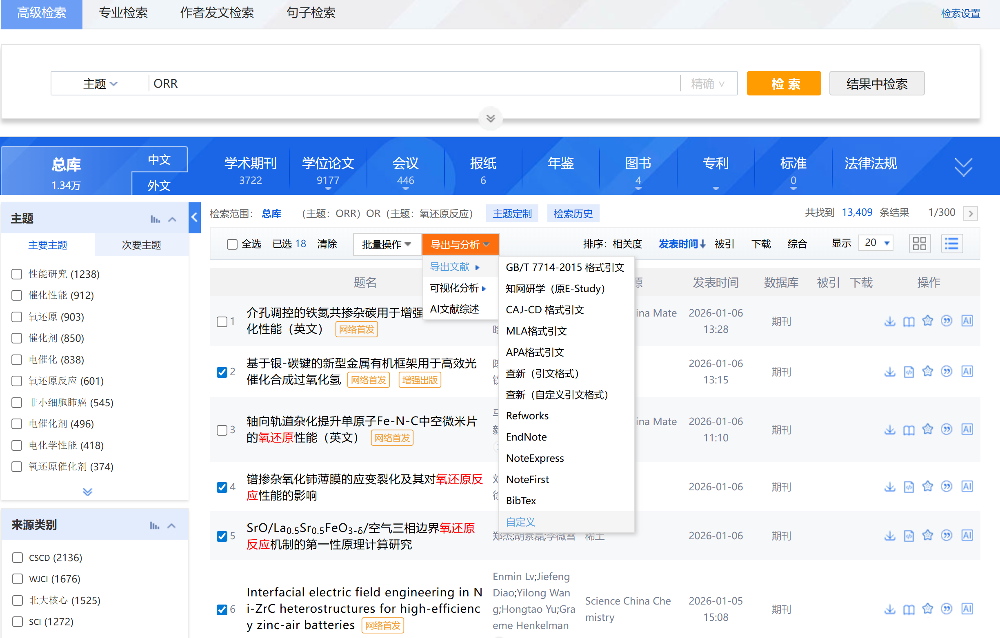 高级检索 专业检索 作者发文检索 句子检索 检索设置
主题 ORR 精确 检 索 结果中检索
总库 1.34万 中文 外文
学术期刊 3722
学位论文 9177
会议 446
报纸 6
年鉴
图书 4
专利
标准 0
法律法规
主题
主要主题 次要主题
性能研究 (1238)
催化性能 (912)
氧还原 (903)
催化剂 (850)
电催化 (838)
氧还原反应 (601)
非小细胞肺癌 (545)
电催化剂 (496)
电化学性能 (418)
氧还原催化剂 (374)
来源类别
CSCD (2136)
WJCI (1676)
北大核心 (1525)
SCI (1272)
检索范围： 总库 （主题：ORR）OR（主题：氧还原反应） 主题定制 检索历史 共找到 13,409 条结果 1/300
全选 已选 18 清除 批量操作 导出与分析 排序： 相关度 发表时间 被引 下载 综合 显示 20
导出文献
可视化分析
AI文献综述
GB/T 7714-2015 格式引文
知网研学（原E-Study）
CAJ-CD 格式引文
MLA格式引文
APA格式引文
查新（引文格式）
查新（自定义引文格式）
Refworks
EndNote
NoteExpress
NoteFirst
BibTex
自定义
题名 源 发表时间 数据库 被引 下载 操作
1 介孔调控的铁氮共掺杂碳用于增强
化性能（英文） 网络首发
ina Mate
2026-01-06
13:28
期刊
AI
2 基于银-碳键的新型金属有机框架用于高效光
催化合成过氧化氢 网络首发 增强出版
2026-01-06
13:15
期刊
AI
3 轴向轨道杂化提升单原子Fe-N-C中空微米片
的氧还原性能（英文） 网络首发
ina Mate
2026-01-06
11:10
期刊
AI
4 镨掺杂氧化铈薄膜的应变裂化及其对氧还原反
应性能的影响
2026-01-06
期刊
AI
5 SrO/La0.5Sr0.5FeO3-δ/空气三相边界氧还原
反应机制的第一性原理计算研究
郑杰;胡素磊;李微雪
稀土
2026-01-06
期刊
AI
6 Interfacial electric field engineering in N
i-ZrC heterostructures for high-efficienc
y zinc-air batteries 网络首发
Enmin Lv;Jiefeng
Diao;Yilong Wan
g;Hongtao Yu;Gra
eme Henkelman
Science China Che
mistry
2026-01-05
15:08
期刊
AI